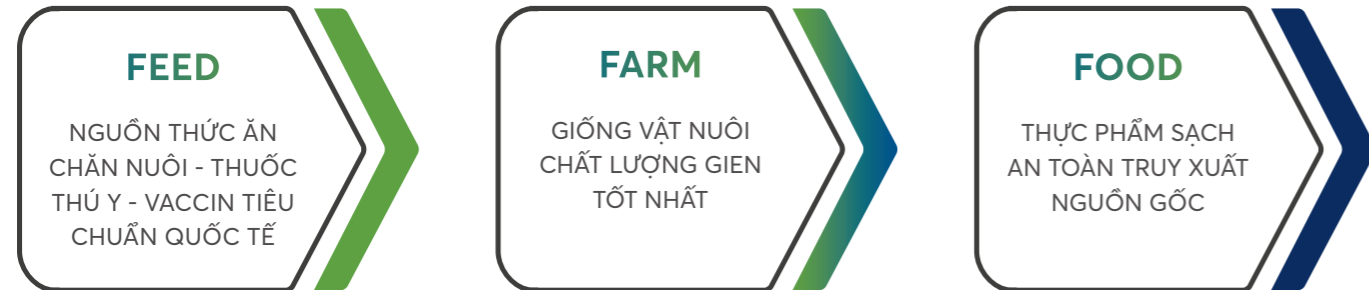 FEED
NGUỒN THỨC ĂN
CHĂN NUÔI - THUỐC
THÚ Y - VACCIN TIÊU
CHUẨN QUỐC TẾ
FARM
GIỐNG VẬT NUÔI
CHẤT LƯỢNG GIEN
TỐT NHẤT
FOOD
THỰC PHẨM SẠCH
AN TOÀN TRUY XUẤT
NGUỒN GỐC